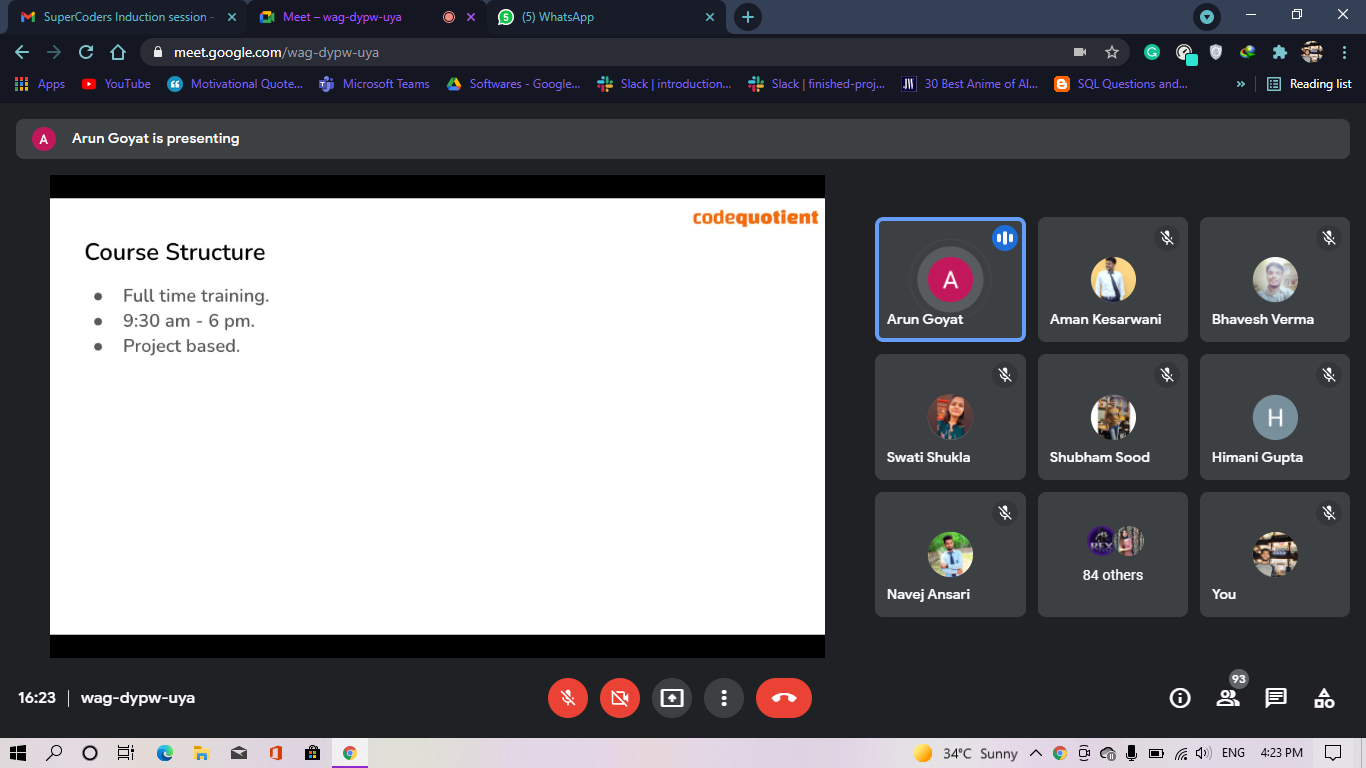 SuperCoders Induction session -
Meet – wag-dypw-uya
(5) WhatsApp
meet.google.com/wag-dypw-uya
Apps
YouTube
Motivational Quote...
Microsoft Teams
Softwares - Google...
Slack | introduction...
Slack | finished-proj...
30 Best Anime of Al...
SQL Questions and...
»
Reading list
A
Arun Goyat is presenting
codequotient
Course Structure
● Full time training.
● 9:30 am - 6 pm.
● Project based.
A
Arun Goyat
Aman Kesarwani
Bhavesh Verma
Swati Shukla
Shubham Sood
H
Himani Gupta
Navej Ansari
REX
84 others
You
16:23 | wag-dypw-uya
93
34°C Sunny
ENG
4:23 PM